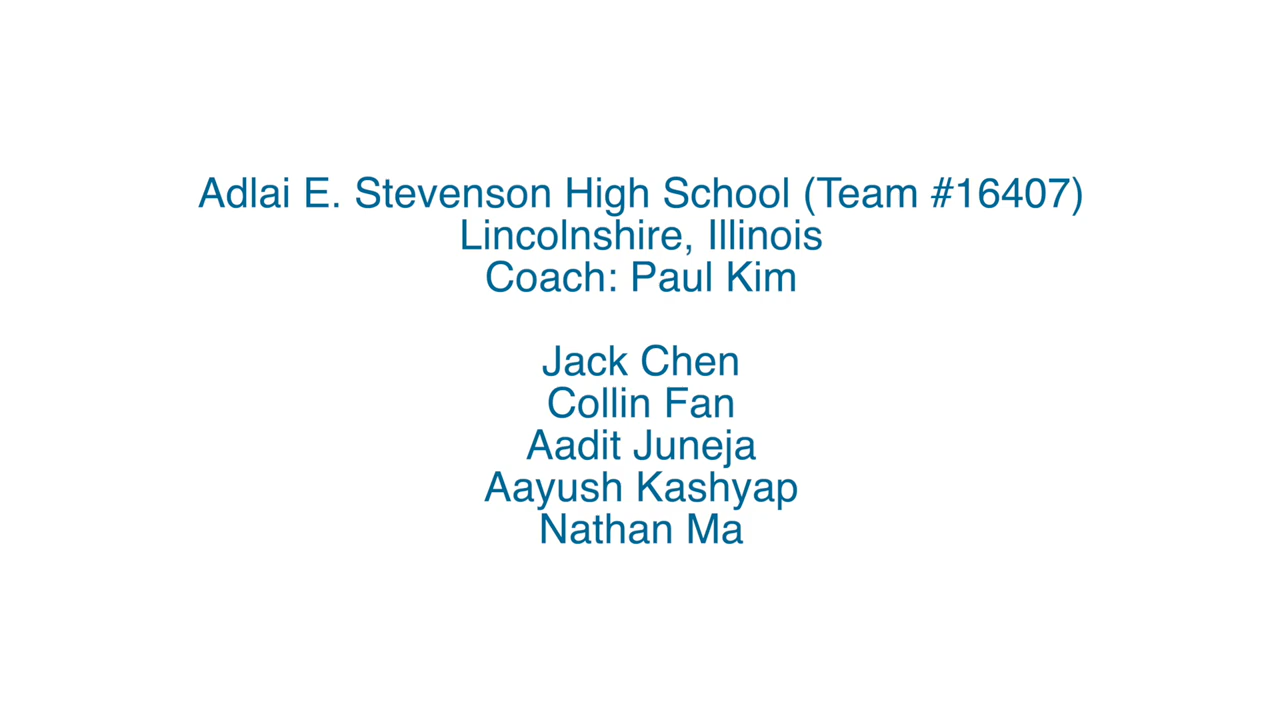 Adlai E. Stevenson High School (Team #16407)
Lincolnshire, Illinois
Coach: Paul Kim
Jack Chen
Collin Fan
Aadit Juneja
Aayush Kashyap
Nathan Ma